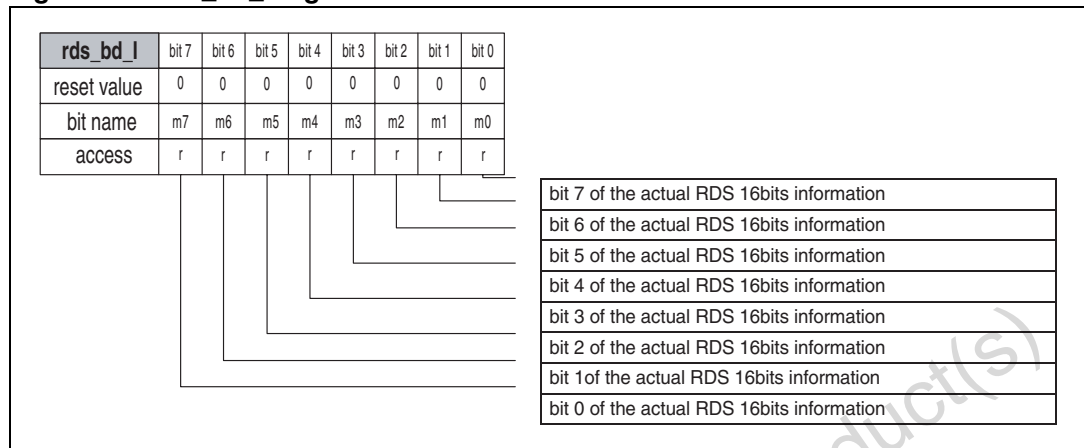 rds_bd_l bit 7 bit 6 bit 5 bit 4 bit 3 bit 2 bit 1 bit 0
reset value 0 0 0 0 0 0 0 0
bit name m7 m6 m5 m4 m3 m2 m1 m0
access r r r r r r r r
bit 7 of the actual RDS 16bits information
bit 6 of the actual RDS 16bits information
bit 5 of the actual RDS 16bits information
bit 4 of the actual RDS 16bits information
bit 3 of the actual RDS 16bits information
bit 2 of the actual RDS 16bits information
bit 1of the actual RDS 16bits information
bit 0 of the actual RDS 16bits information
duct(s)